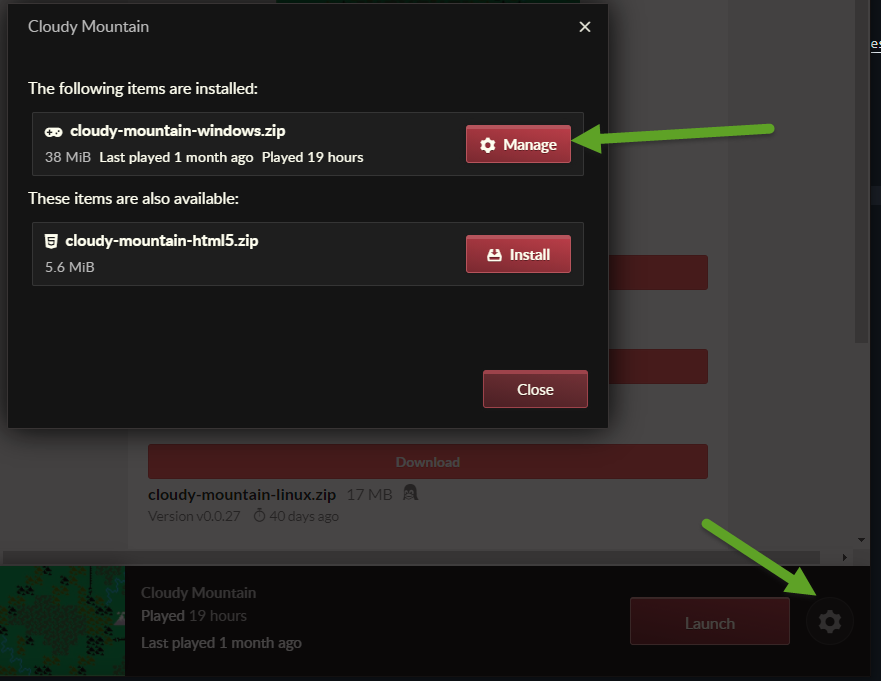 Cloudy Mountain
The following items are installed:
cloudy-mountain-windows.zip
38 MiB Last played 1 month ago Played 19 hours
Manage
These items are also available:
cloudy-mountain-html5.zip
5.6 MiB
Install
Close
Download
cloudy-mountain-linux.zip 17 MB
Version v0.0.27 40 days ago
Cloudy Mountain
Played 19 hours
Last played 1 month ago
Launch